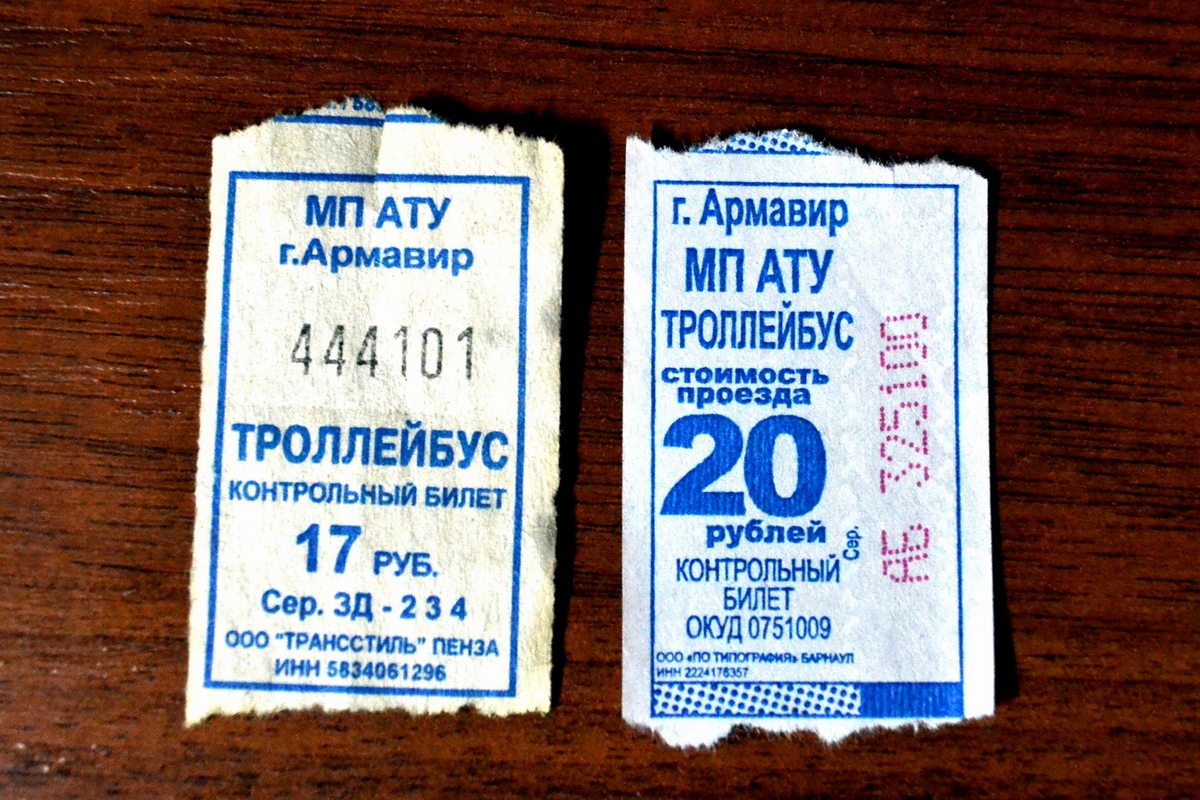 МП АТУ
г.Армавир
444101
ТРОЛЛЕЙБУС
КОНТРОЛЬНЫЙ БИЛЕТ
17 РУБ.
Сер. ЗД - 2 3 4
ООО "ТРАНССТИЛЬ" ПЕНЗА
ИНН 5834061296
г. Армавир
МП АТУ
ТРОЛЛЕЙБУС
стоимость
проезда
20
рублей
КОНТРОЛЬНЫЙ
БИЛЕТ
ОКУД 0751009
ООО «ПО ТИПОГРАФИЯ» БАРНАУЛ
ИНН 2224176357
Сер.
АЕ 325100